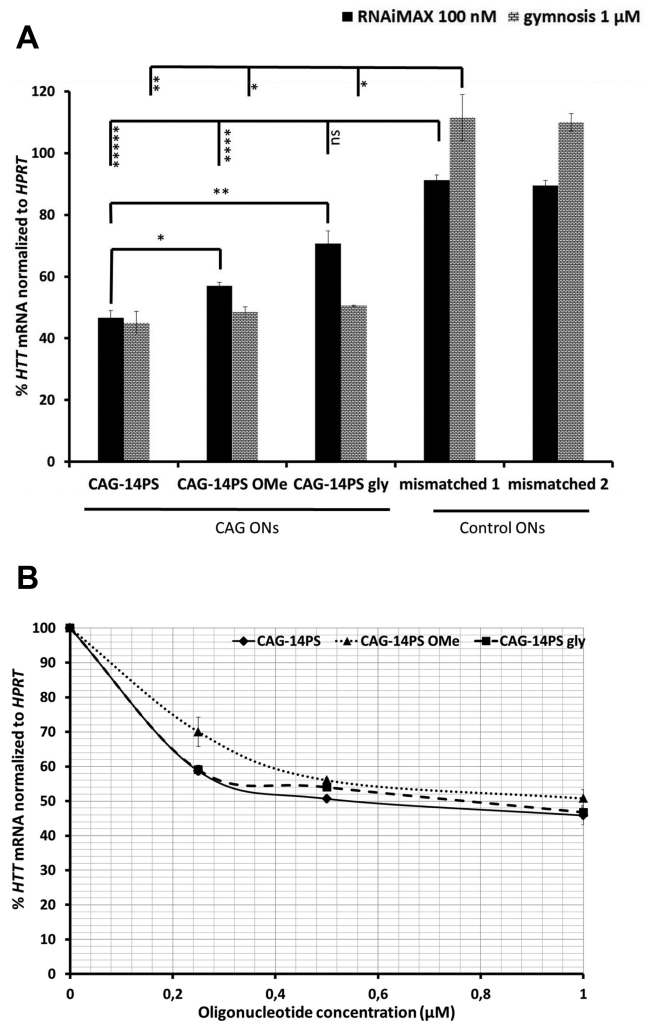 ■ RNAiMAX 100 nM ▩ gymnosis 1 µM
A
** * *
***** **** ns
**
*
% HTT mRNA normalized to HPRT
120
100
80
60
40
20
0
CAG-14PS CAG-14PS OMe CAG-14PS gly mismatched 1 mismatched 2
CAG ONs Control ONs
B
CAG-14PS CAG-14PS OMe CAG-14PS gly
% HTT mRNA normalized to HPRT
100
90
80
70
60
50
40
30
20
10
0
0 0,2 0,4 0,6 0,8 1
Oligonucleotide concentration (µM)